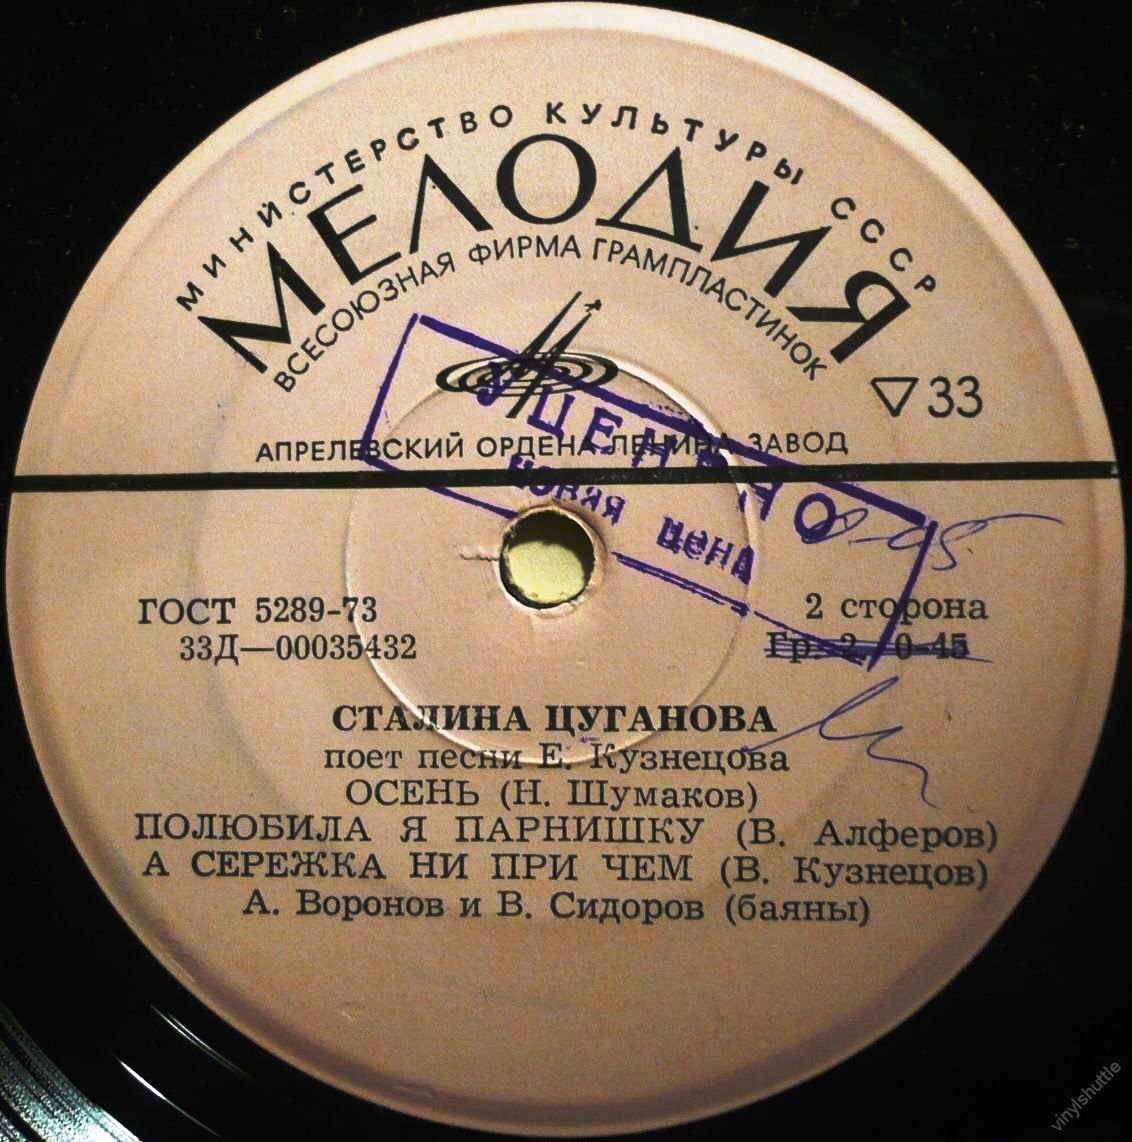 МИНИСТЕРСТВО КУЛЬТУРЫ СССР
МЕЛОДИЯ
ВСЕСОЮЗНАЯ ФИРМА ГРАМПЛАСТИНОК
33
АПРЕЛЕВСКИЙ ОРДЕНА ЛЕНИНА ЗАВОД
УЦЕНЕНО
новая цена
0-05
ГОСТ 5289-73
33Д—00035432
2 сторона
Гр. 2. 0-45
СТАЛИНА ЦУГАНОВА
поет песни Е. Кузнецова
ОСЕНЬ (Н. Шумаков)
ПОЛЮБИЛА Я ПАРНИШКУ (В. Алферов)
А СЕРЕЖКА НИ ПРИ ЧЕМ (В. Кузнецов)
А. Воронов и В. Сидоров (баяны)
vinylshuttle